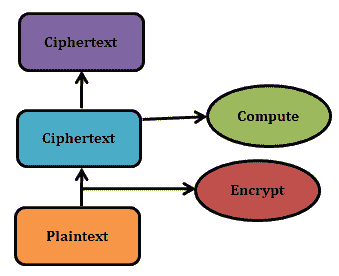 Ciphertext
Ciphertext
Compute
Encrypt
Plaintext